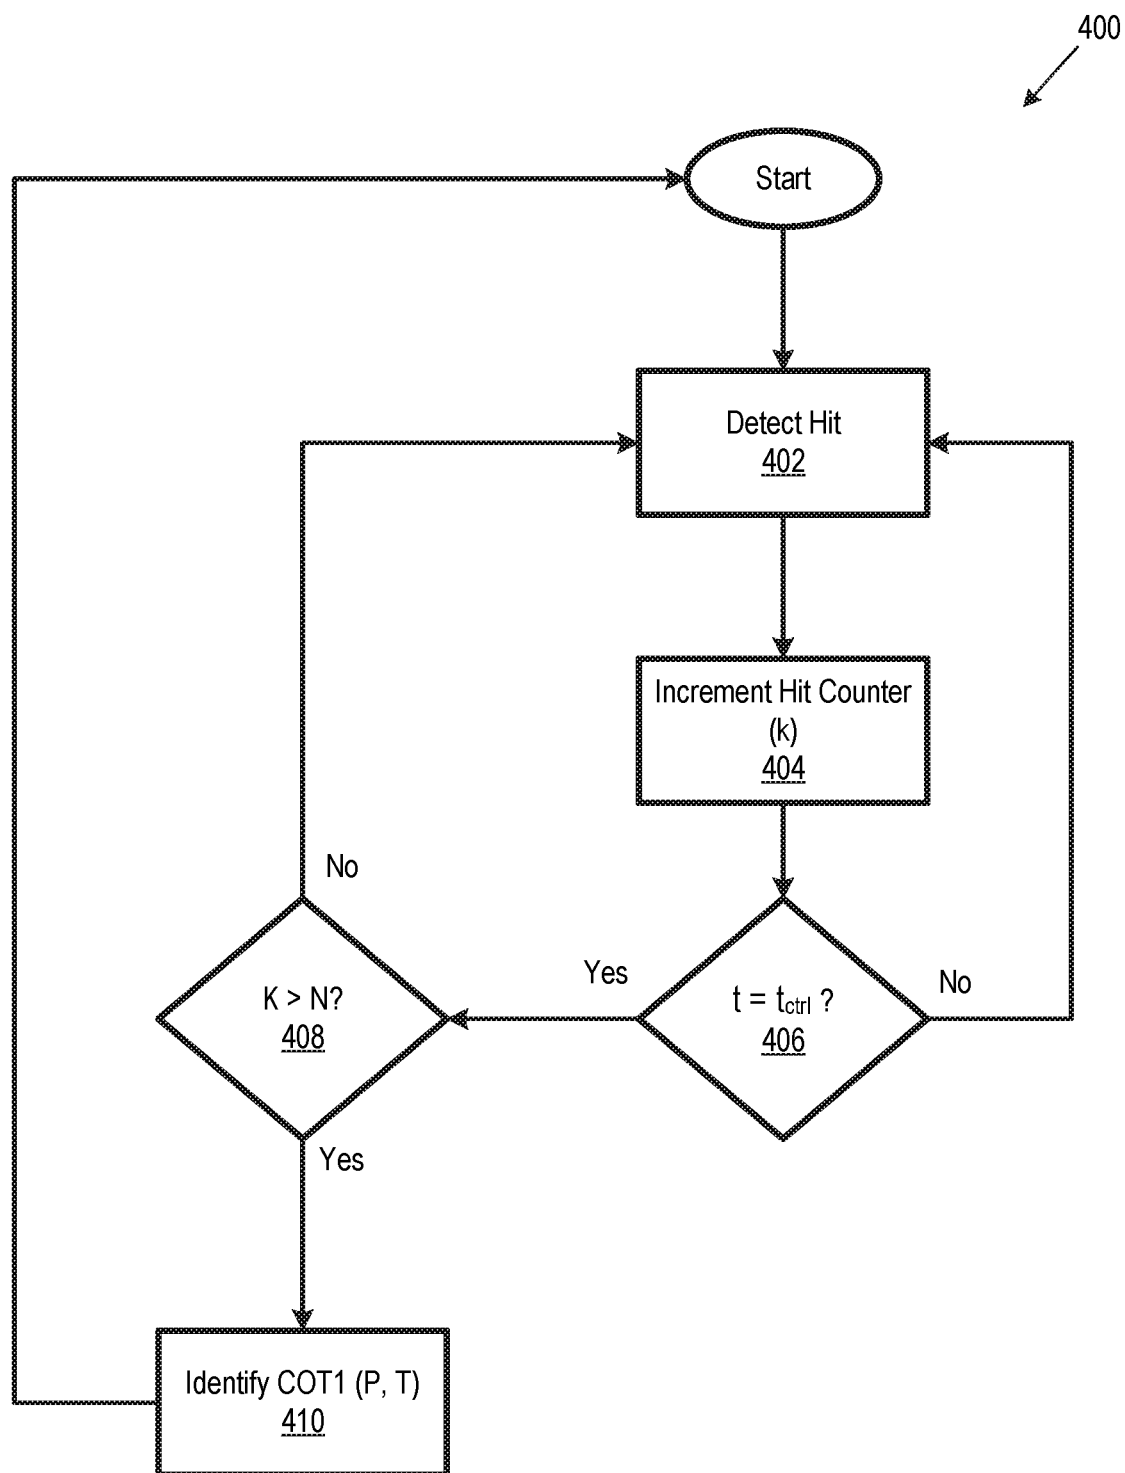 400
Start
Detect Hit
402
Increment Hit Counter
(k)
404
No
Yes
No
K > N?
408
t = tctrl ?
406
Yes
Identify COT1 (P, T)
410